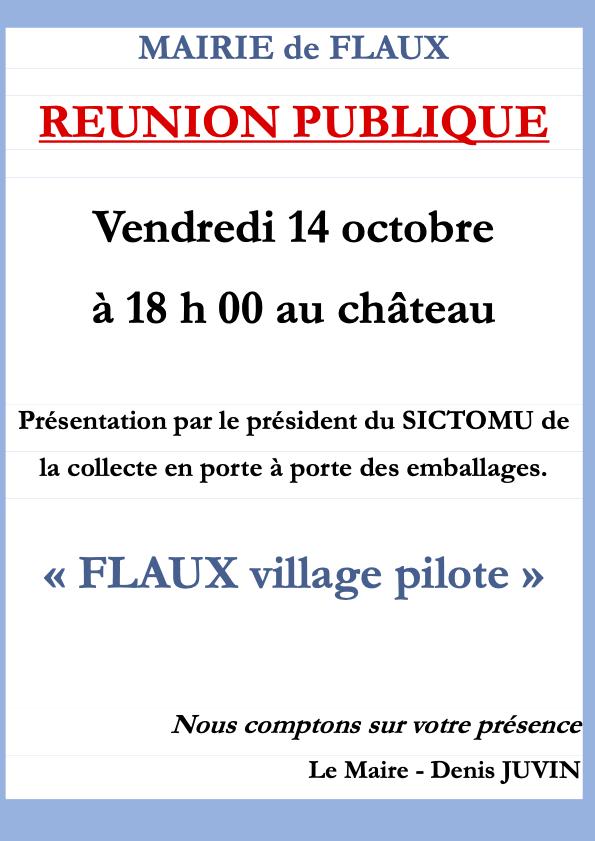 MAIRIE de FLAUX
REUNION PUBLIQUE
Vendredi 14 octobre
à 18 h 00 au château
Présentation par le président du SICTOMU de
la collecte en porte à porte des emballages.
« FLAUX village pilote »
Nous comptons sur votre présence
Le Maire - Denis JUVIN